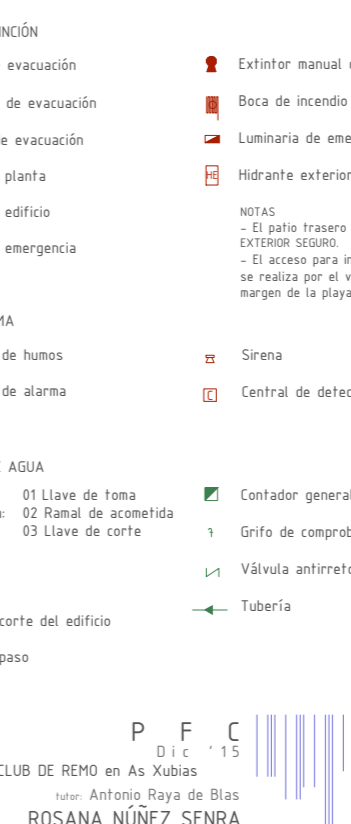 NCIÓN
evacuación
de evacuación
e evacuación
planta
edificio
emergencia
Extintor manual
Boca de incendio
Luminaria de eme
HE Hidrante exterior
NOTAS
- El patio trasero
EXTERIOR SEGURO.
- El acceso para in
se realiza por el v
margen de la playa
MA
de humos
de alarma
Sirena
C Central de detec
E AGUA
01 Llave de toma
02 Ramal de acometida
03 Llave de corte
corte del edificio
paso
Contador general
Grifo de comprob
Válvula antirreto
Tubería
P F C
Dic '15
CLUB DE REMO en As Xubias
tutor: Antonio Raya de Blas
ROSANA NÚÑEZ SENRA